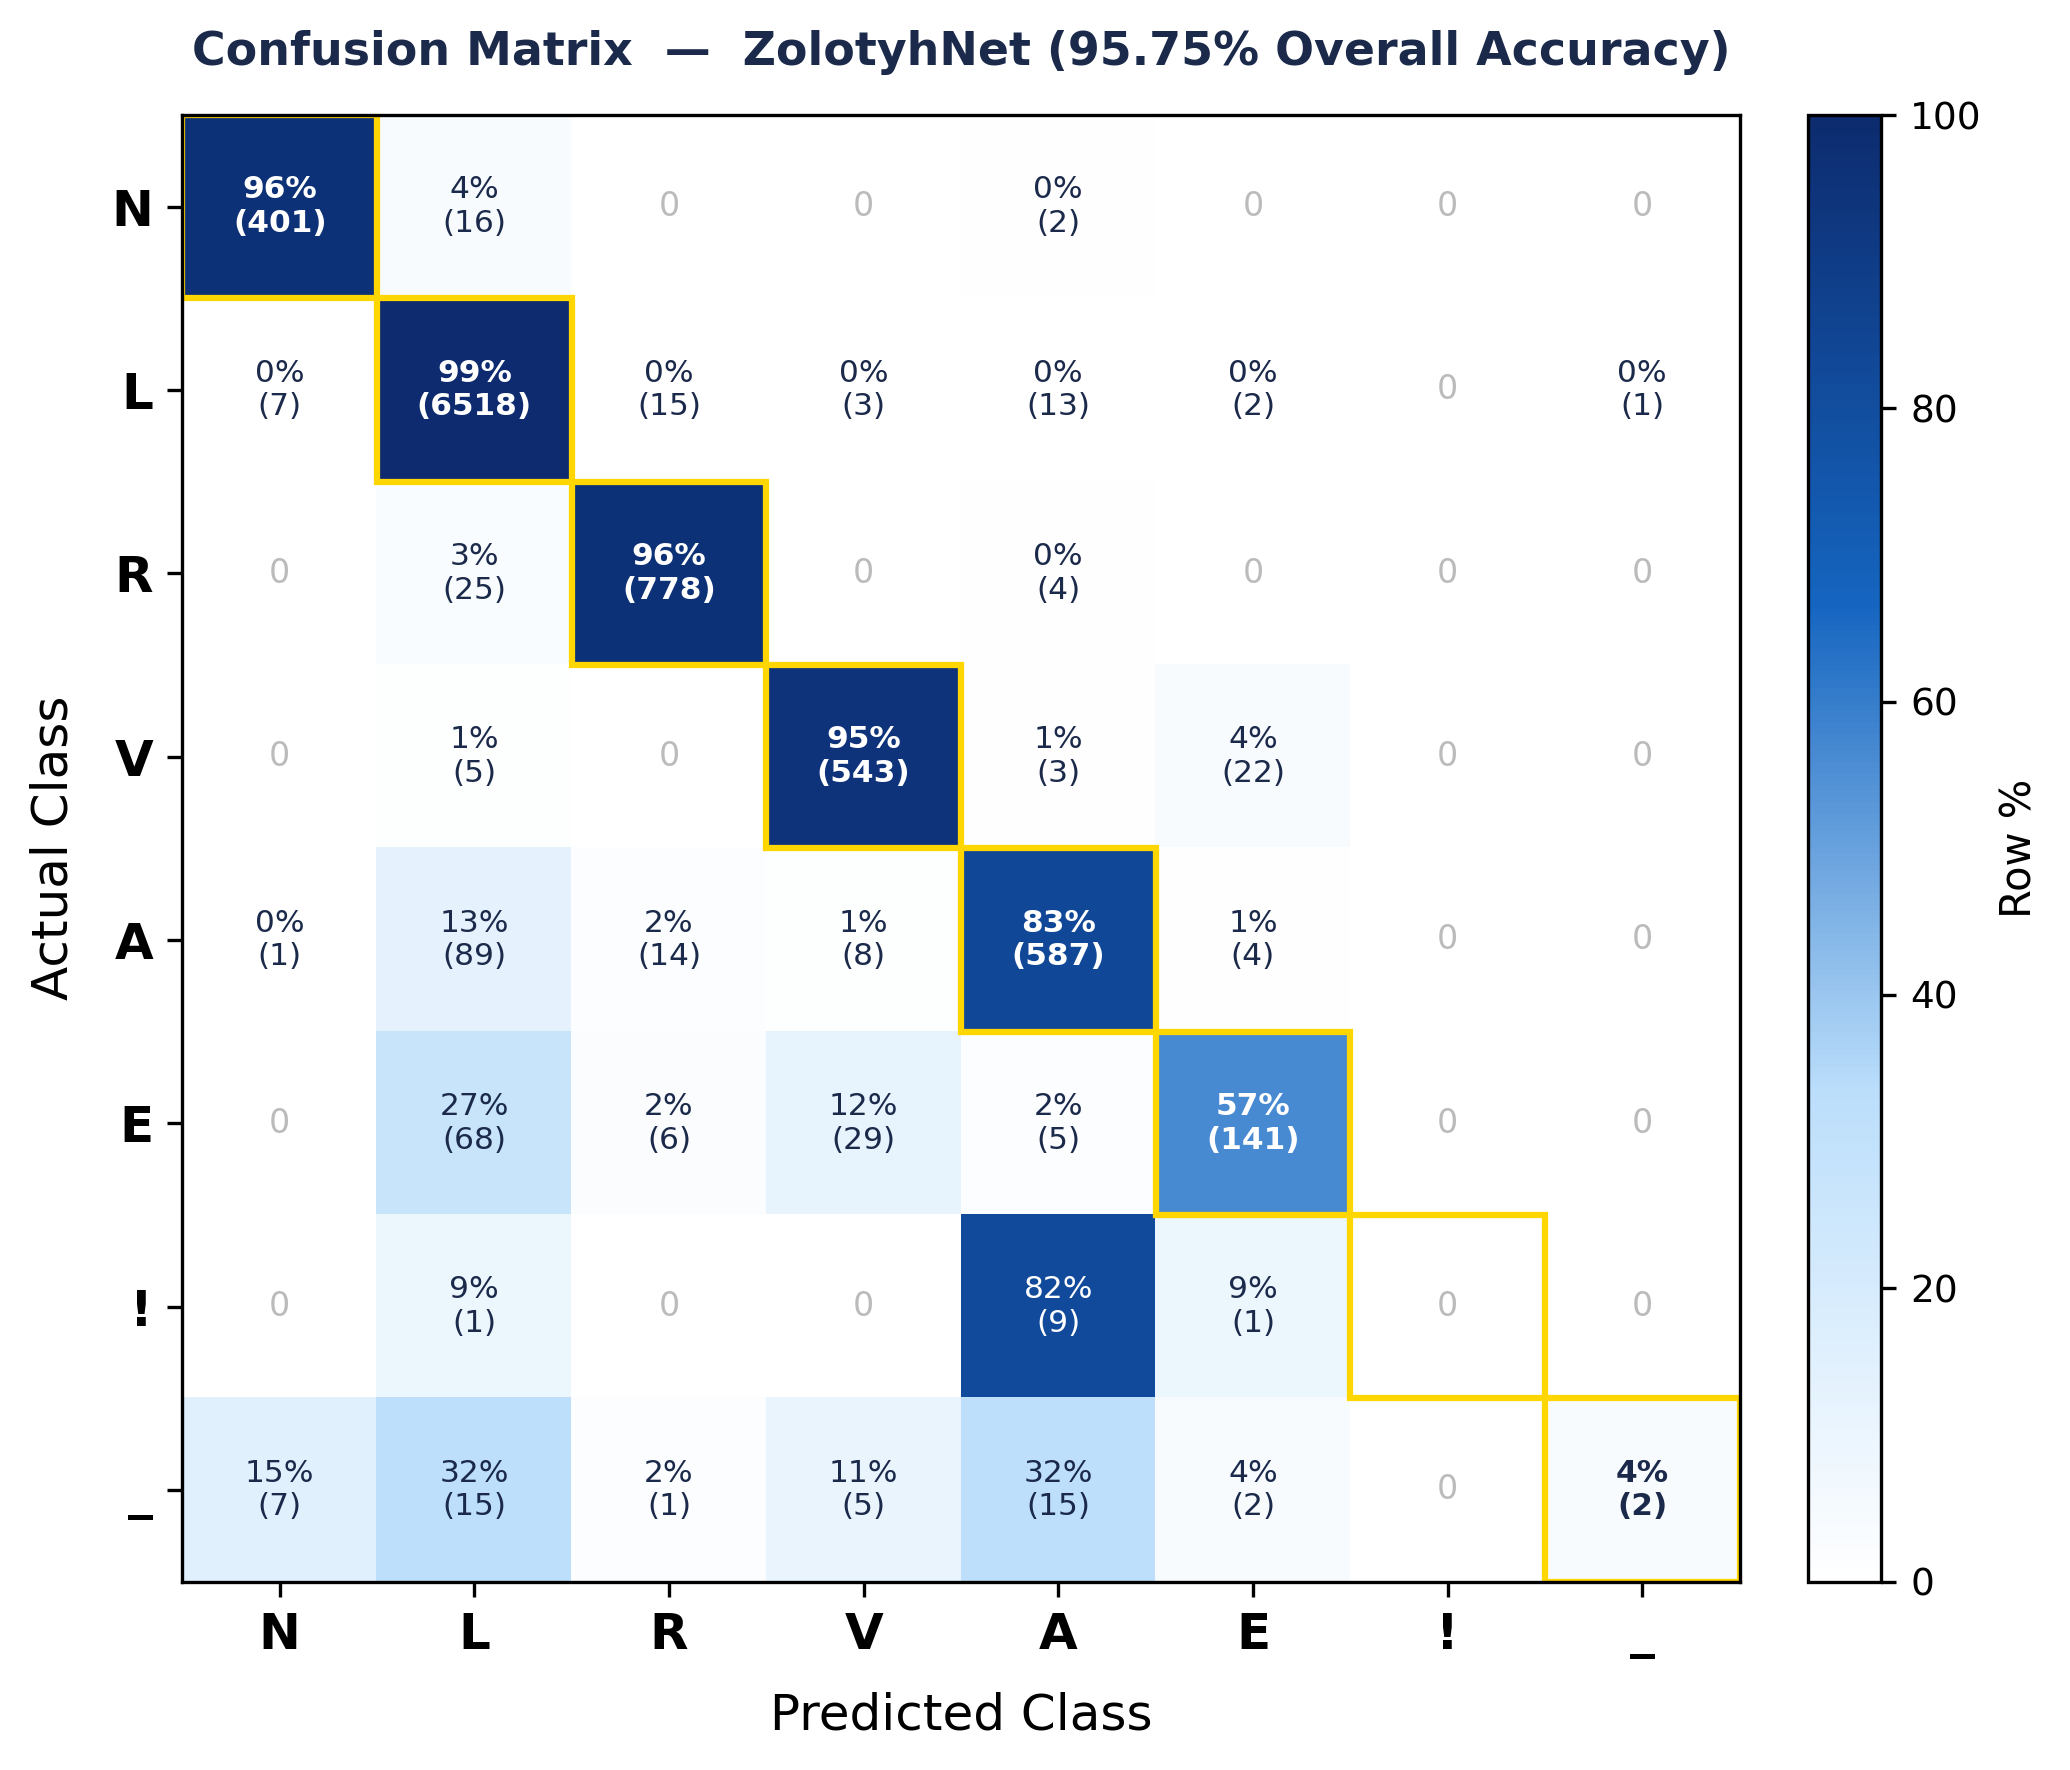 Confusion Matrix — ZolotyhNet (95.75% Overall Accuracy)
Actual Class
N
96% 4% 0 0 0% 0 0 0
(401) (16) (2)
L
0% 99% 0% 0% 0% 0% 0 0%
(7) (6518) (15) (3) (13) (2) (1)
R
0 3% 96% 0 0% 0 0 0
(25) (778) (4)
V
0 1% 0 95% 1% 4% 0 0
(5) (543) (3) (22)
A
0% 13% 2% 1% 83% 1% 0 0
(1) (89) (14) (8) (587) (4)
E
0 27% 2% 12% 2% 57% 0 0
(68) (6) (29) (5) (141)
!
0 9% 0 0 82% 9% 0 0
(1) (9) (1)
_
15% 32% 2% 11% 32% 4% 0 4%
(7) (15) (1) (5) (15) (2) (2)
N L R V A E ! _
Predicted Class
100
80
60
40
20
0
Row %